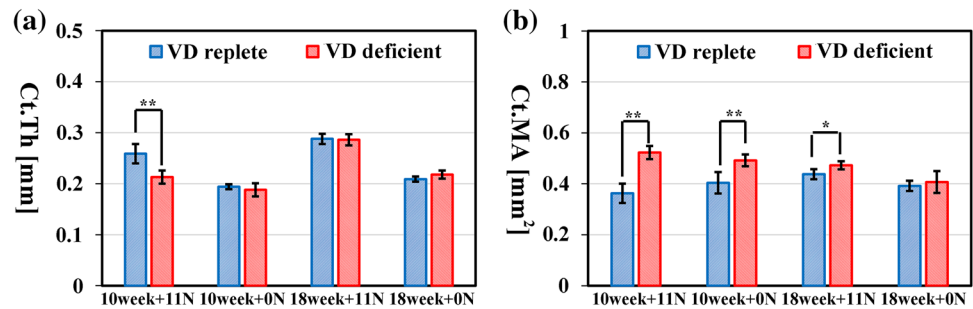 (a)
Ct.Th [mm]
0.5
0.4
0.3
0.2
0.1
0
VD replete VD deficient
**
10week+11N 10week+0N 18week+11N 18week+0N
(b)
Ct.MA [mm²]
1
0.8
0.6
0.4
0.2
0
VD replete VD deficient
** ** *
10week+11N 10week+0N 18week+11N 18week+0N